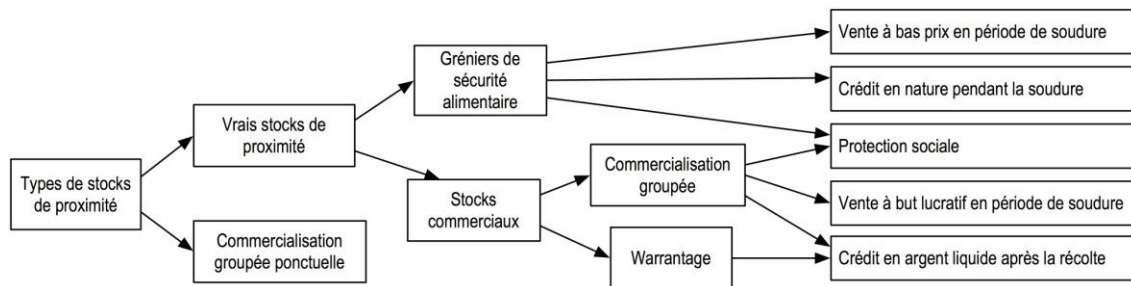 Types de stocks
de proximité
Vrais stocks de
proximité
Commercialisation
groupée ponctuelle
Gréniers de
sécurité
alimentaire
Stocks
commerciaux
Commercialisation
groupée
Warrantage
Vente à bas prix en période de soudure
Crédit en nature pendant la soudure
Protection sociale
Vente à but lucratif en période de soudure
Crédit en argent liquide après la récolte